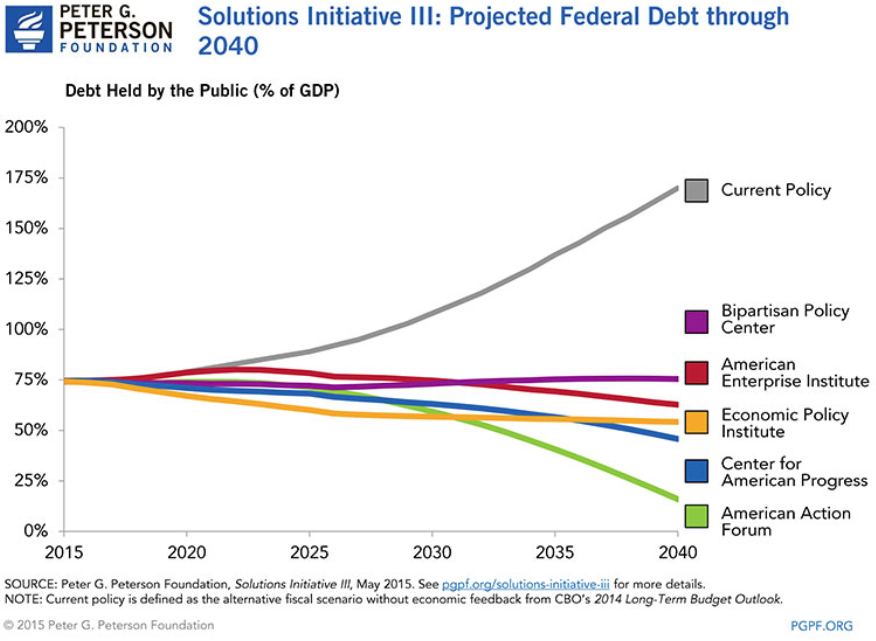 PETER G.
PETERSON
FOUNDATION
Solutions Initiative III: Projected Federal Debt through
2040
Debt Held by the Public (% of GDP)
200%
175%
150%
125%
100%
75%
50%
25%
0%
2015
2020
2025
2030
2035
2040
Current Policy
Bipartisan Policy
Center
American
Enterprise Institute
Economic Policy
Institute
Center for
American Progress
American Action
Forum
SOURCE: Peter G. Peterson Foundation, Solutions Initiative III, May 2015. See pgpf.org/solutions-initiative-iii for more details.
NOTE: Current policy is defined as the alternative fiscal scenario without economic feedback from CBO's 2014 Long-Term Budget Outlook.
© 2015 Peter G. Peterson Foundation
PGPF.ORG